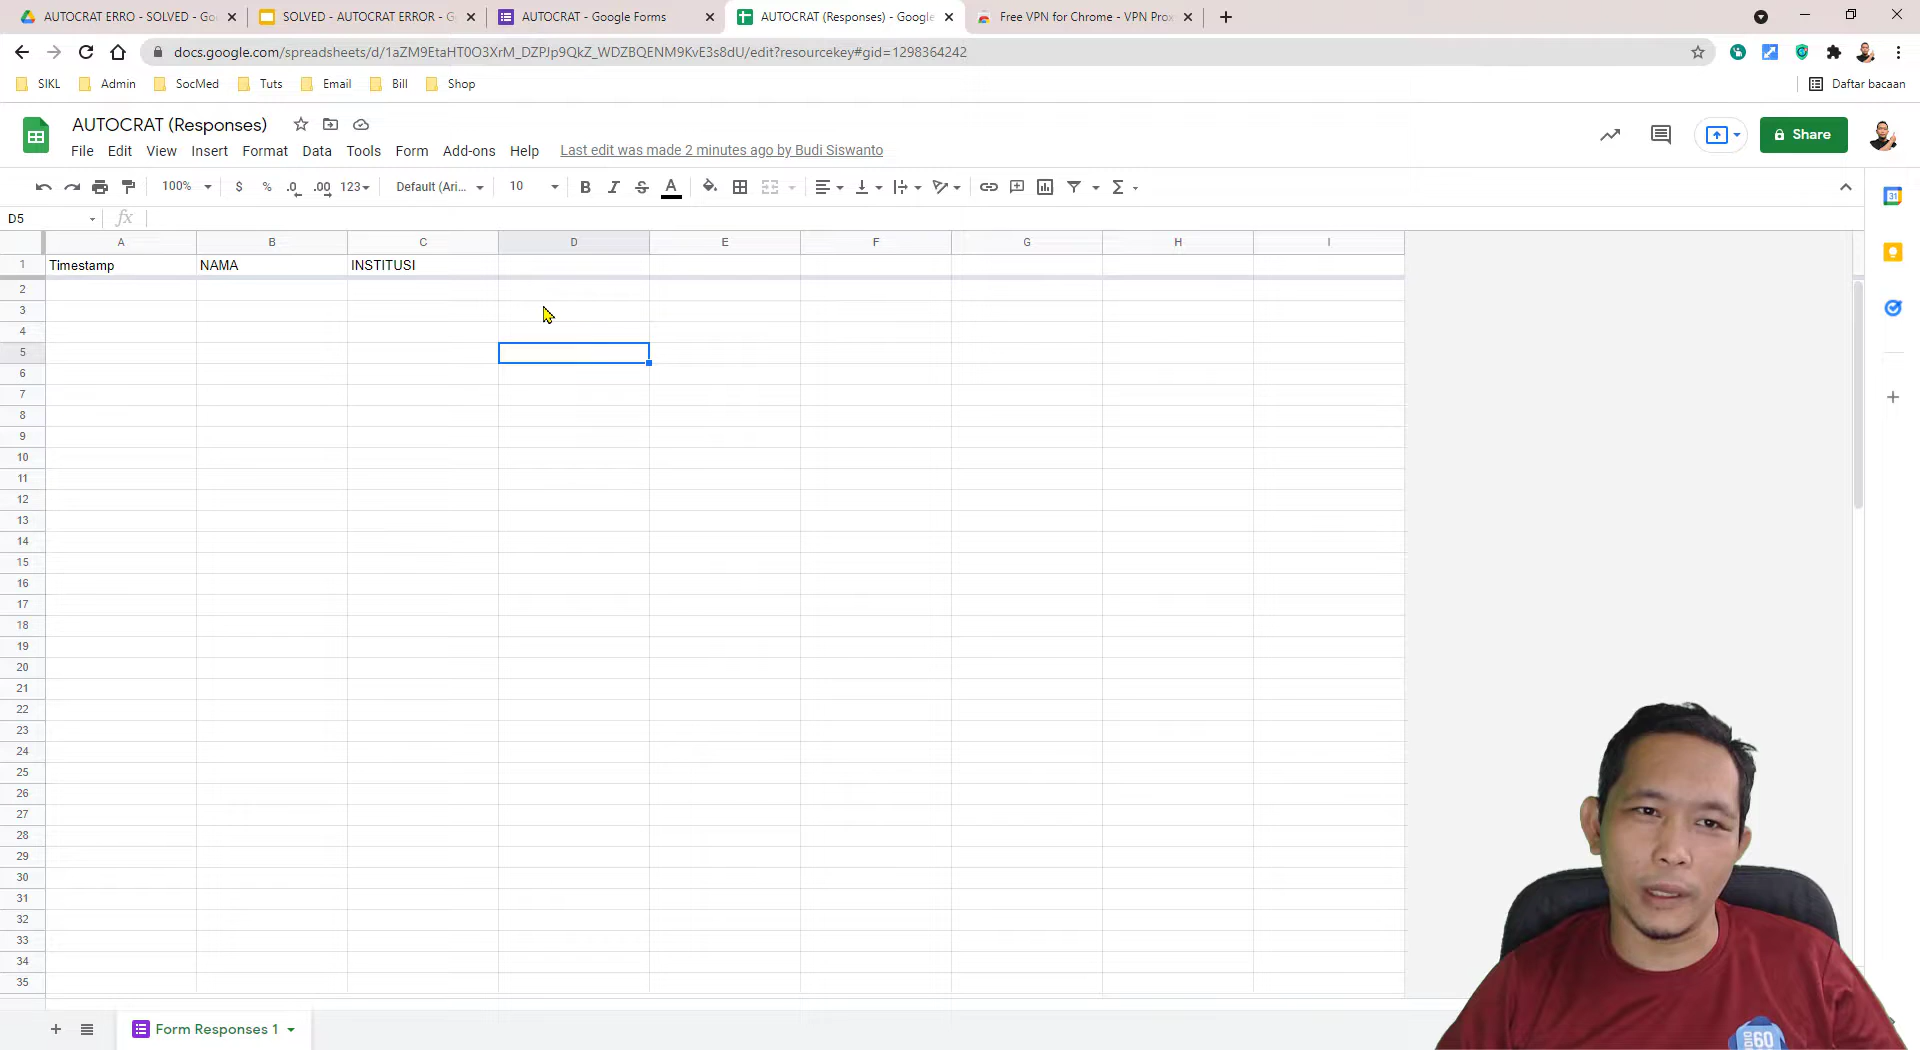 AUTOCRAT ERRO - SOLVED - Go
SOLVED - AUTOCRAT ERROR - G
AUTOCRAT - Google Forms
AUTOCRAT (Responses) - Google
Free VPN for Chrome - VPN Prox
docs.google.com/spreadsheets/d/1aZM9EtaHT0O3XrM_DZPJp9QkZ_WDZBQENM9KvE3s8dU/edit?resourcekey#gid=1298364242
SIKL Admin SocMed Tuts Email Bill Shop Daftar bacaan
AUTOCRAT (Responses)
File Edit View Insert Format Data Tools Form Add-ons Help Last edit was made 2 minutes ago by Budi Siswanto
Share
100% $ % .0 .00 123 Default (Ari... 10 B I S A Σ
31
D5 fx
A B C D E F G H I
1 Timestamp NAMA INSTITUSI
2
3
4
5
6
7
8
9
10
11
12
13
14
15
16
17
18
19
20
21
22
23
24
25
26
27
28
29
30
31
32
33
34
35
Form Responses 1